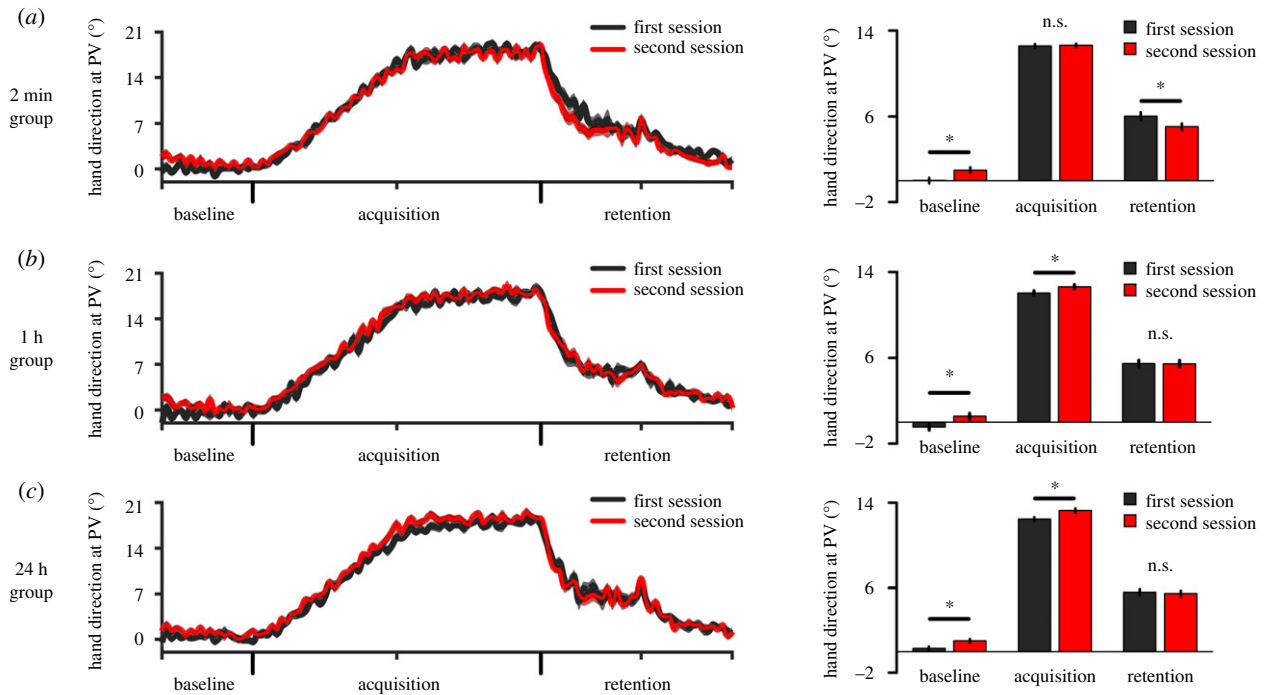 (a)
2 min
group
hand direction at PV (°)
21
14
7
0
first session
second session
baseline
acquisition
retention
hand direction at PV (°)
14
6
–2
n.s.
first session
second session
*
*
baseline
acquisition
retention
(b)
1 h
group
hand direction at PV (°)
21
14
7
0
first session
second session
baseline
acquisition
retention
hand direction at PV (°)
14
6
–2
*
first session
second session
n.s.
*
baseline
acquisition
retention
(c)
24 h
group
hand direction at PV (°)
21
14
7
0
first session
second session
baseline
acquisition
retention
hand direction at PV (°)
14
6
–2
*
first session
second session
n.s.
*
baseline
acquisition
retention